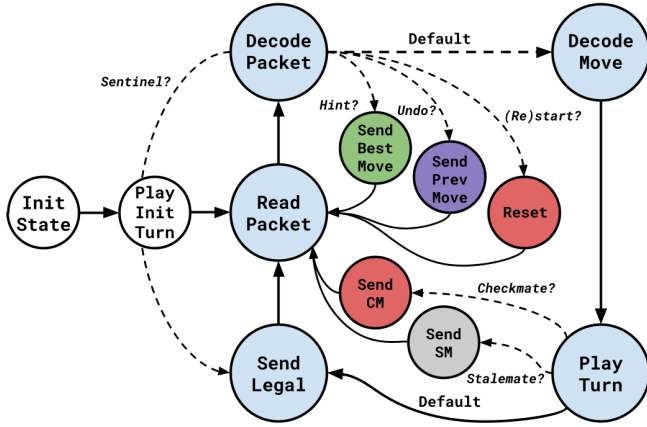 Decode
Packet
Default
Decode
Move
Sentinel?
Hint?
Undo?
(Re)start?
Send
Best
Move
Send
Prev
Move
Reset
Init
State
Play
Init
Turn
Read
Packet
Send
CM
Checkmate?
Send
SM
Stalemate?
Send
Legal
Default
Play
Turn